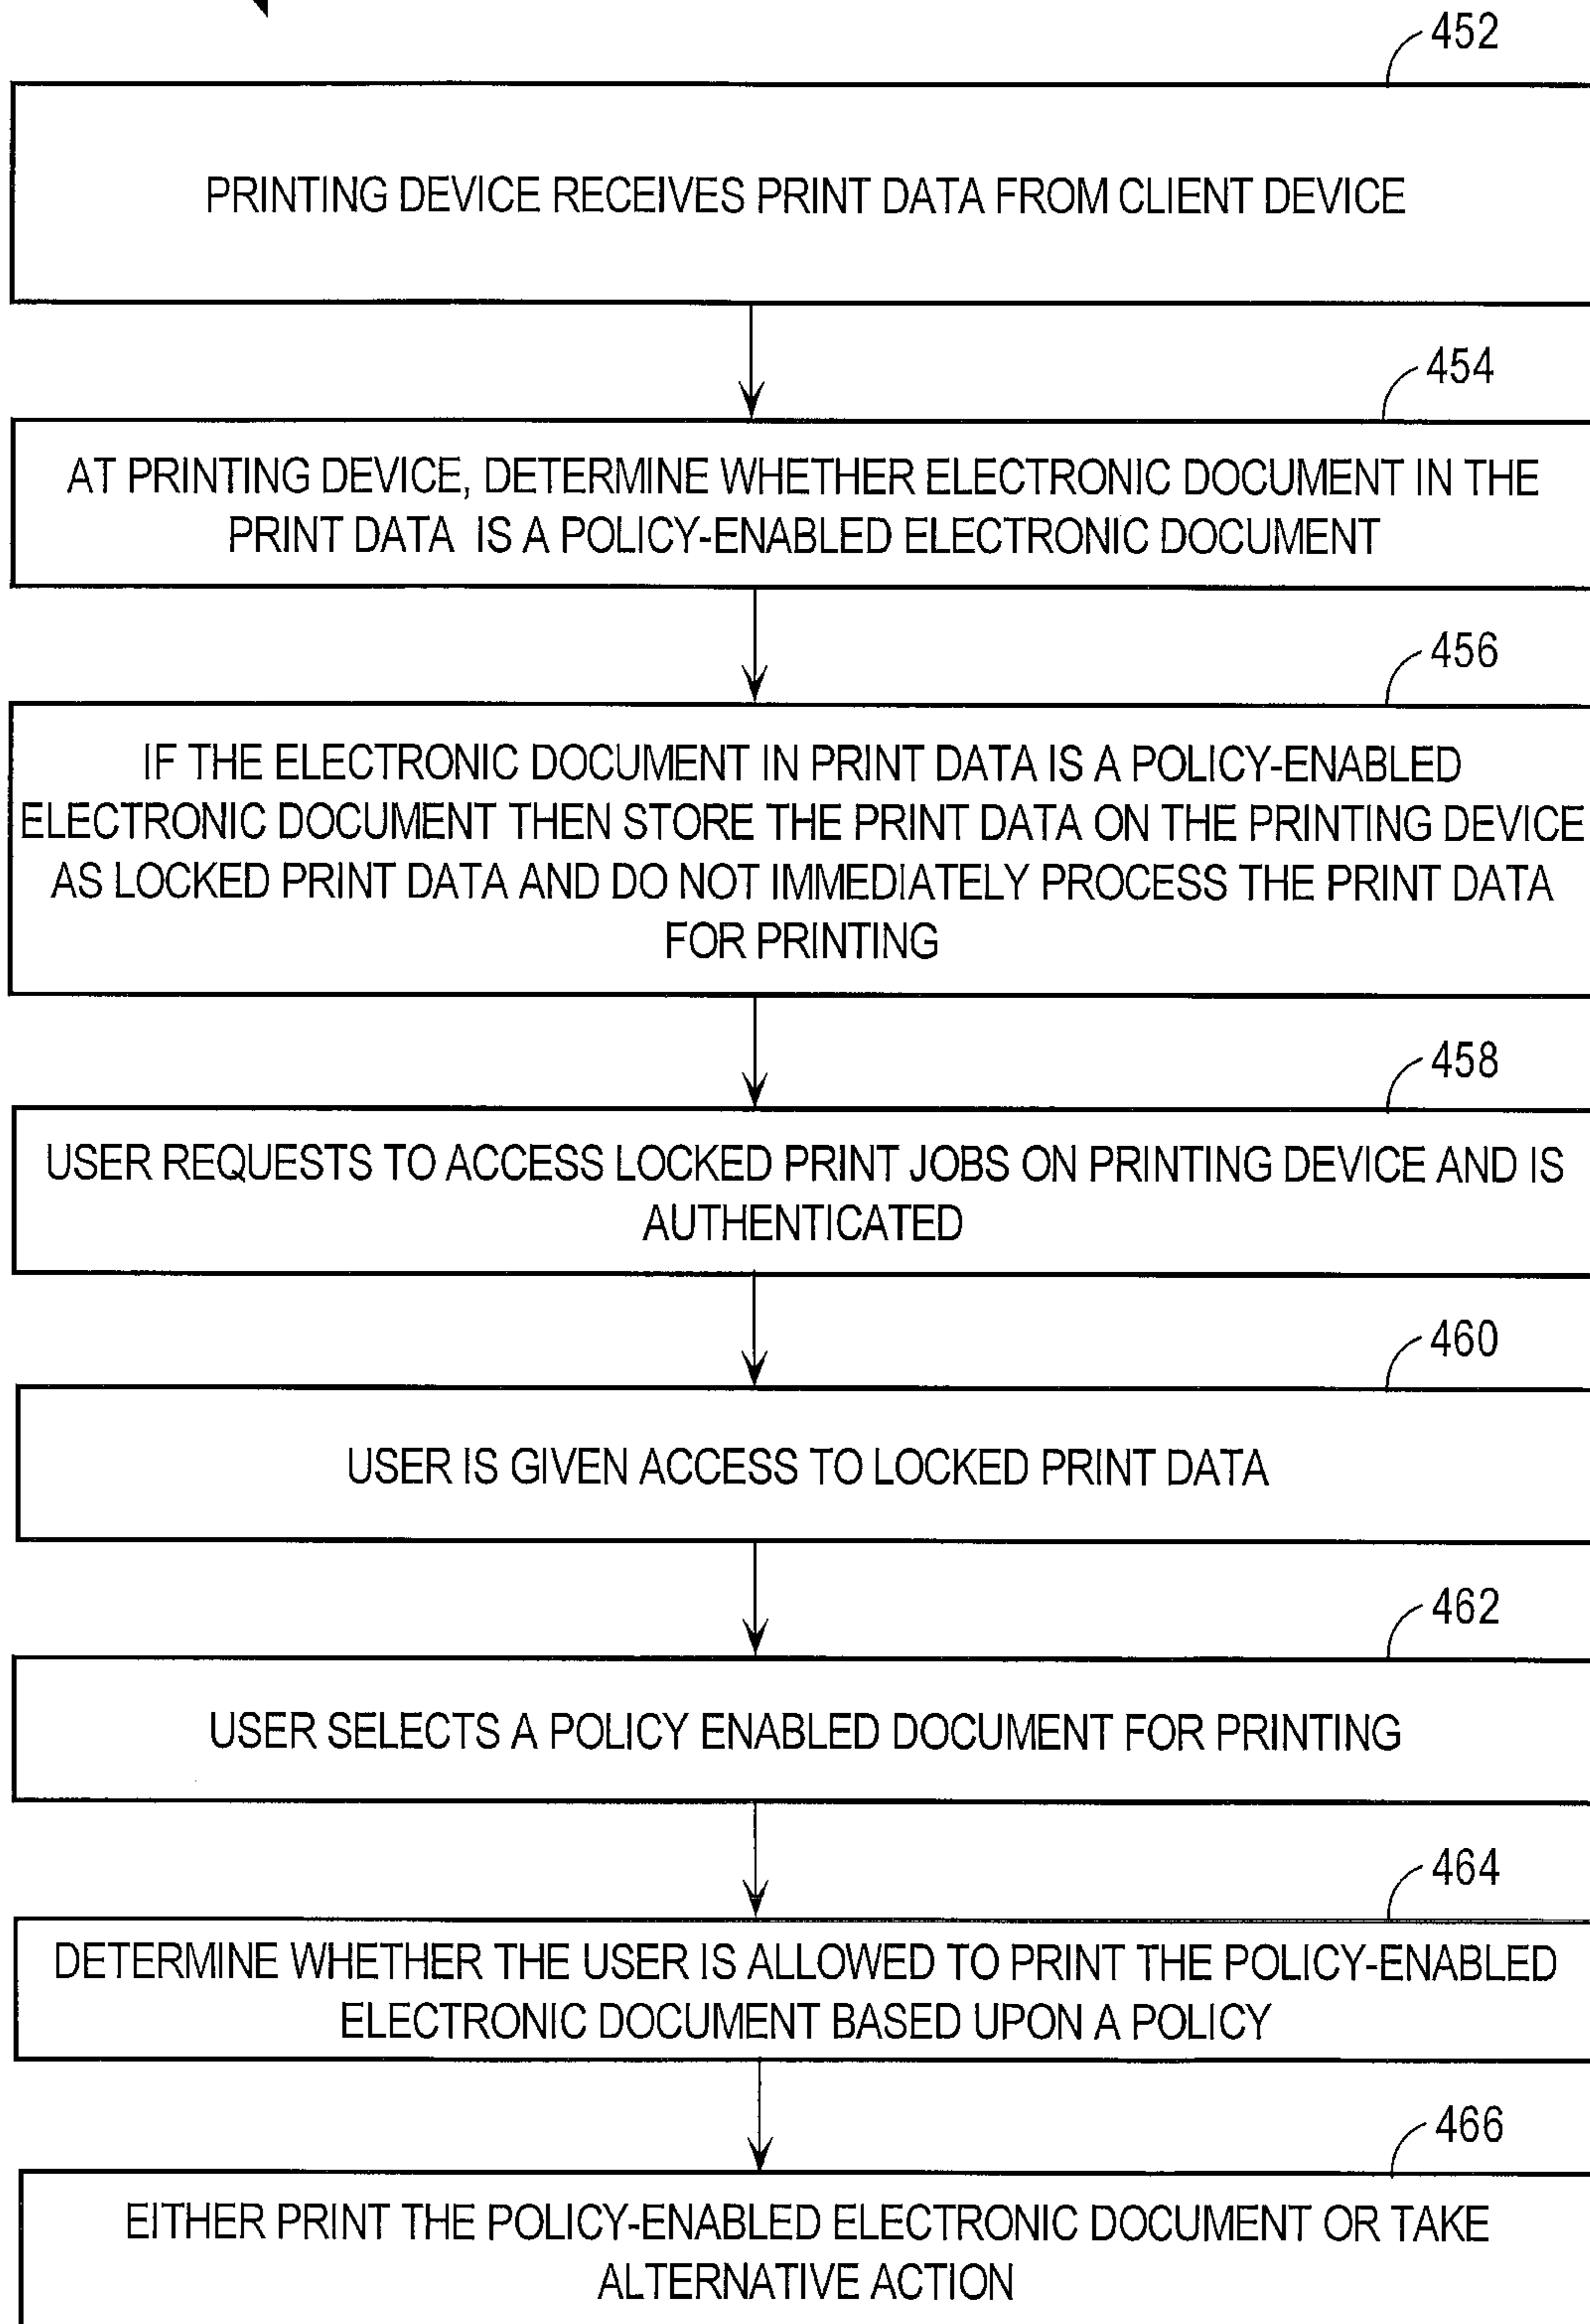 452
PRINTING DEVICE RECEIVES PRINT DATA FROM CLIENT DEVICE
454
AT PRINTING DEVICE, DETERMINE WHETHER ELECTRONIC DOCUMENT IN THE
PRINT DATA IS A POLICY-ENABLED ELECTRONIC DOCUMENT
456
IF THE ELECTRONIC DOCUMENT IN PRINT DATA IS A POLICY-ENABLED
ELECTRONIC DOCUMENT THEN STORE THE PRINT DATA ON THE PRINTING DEVICE
AS LOCKED PRINT DATA AND DO NOT IMMEDIATELY PROCESS THE PRINT DATA
FOR PRINTING
458
USER REQUESTS TO ACCESS LOCKED PRINT JOBS ON PRINTING DEVICE AND IS
AUTHENTICATED
460
USER IS GIVEN ACCESS TO LOCKED PRINT DATA
462
USER SELECTS A POLICY ENABLED DOCUMENT FOR PRINTING
464
DETERMINE WHETHER THE USER IS ALLOWED TO PRINT THE POLICY-ENABLED
ELECTRONIC DOCUMENT BASED UPON A POLICY
466
EITHER PRINT THE POLICY-ENABLED ELECTRONIC DOCUMENT OR TAKE
ALTERNATIVE ACTION